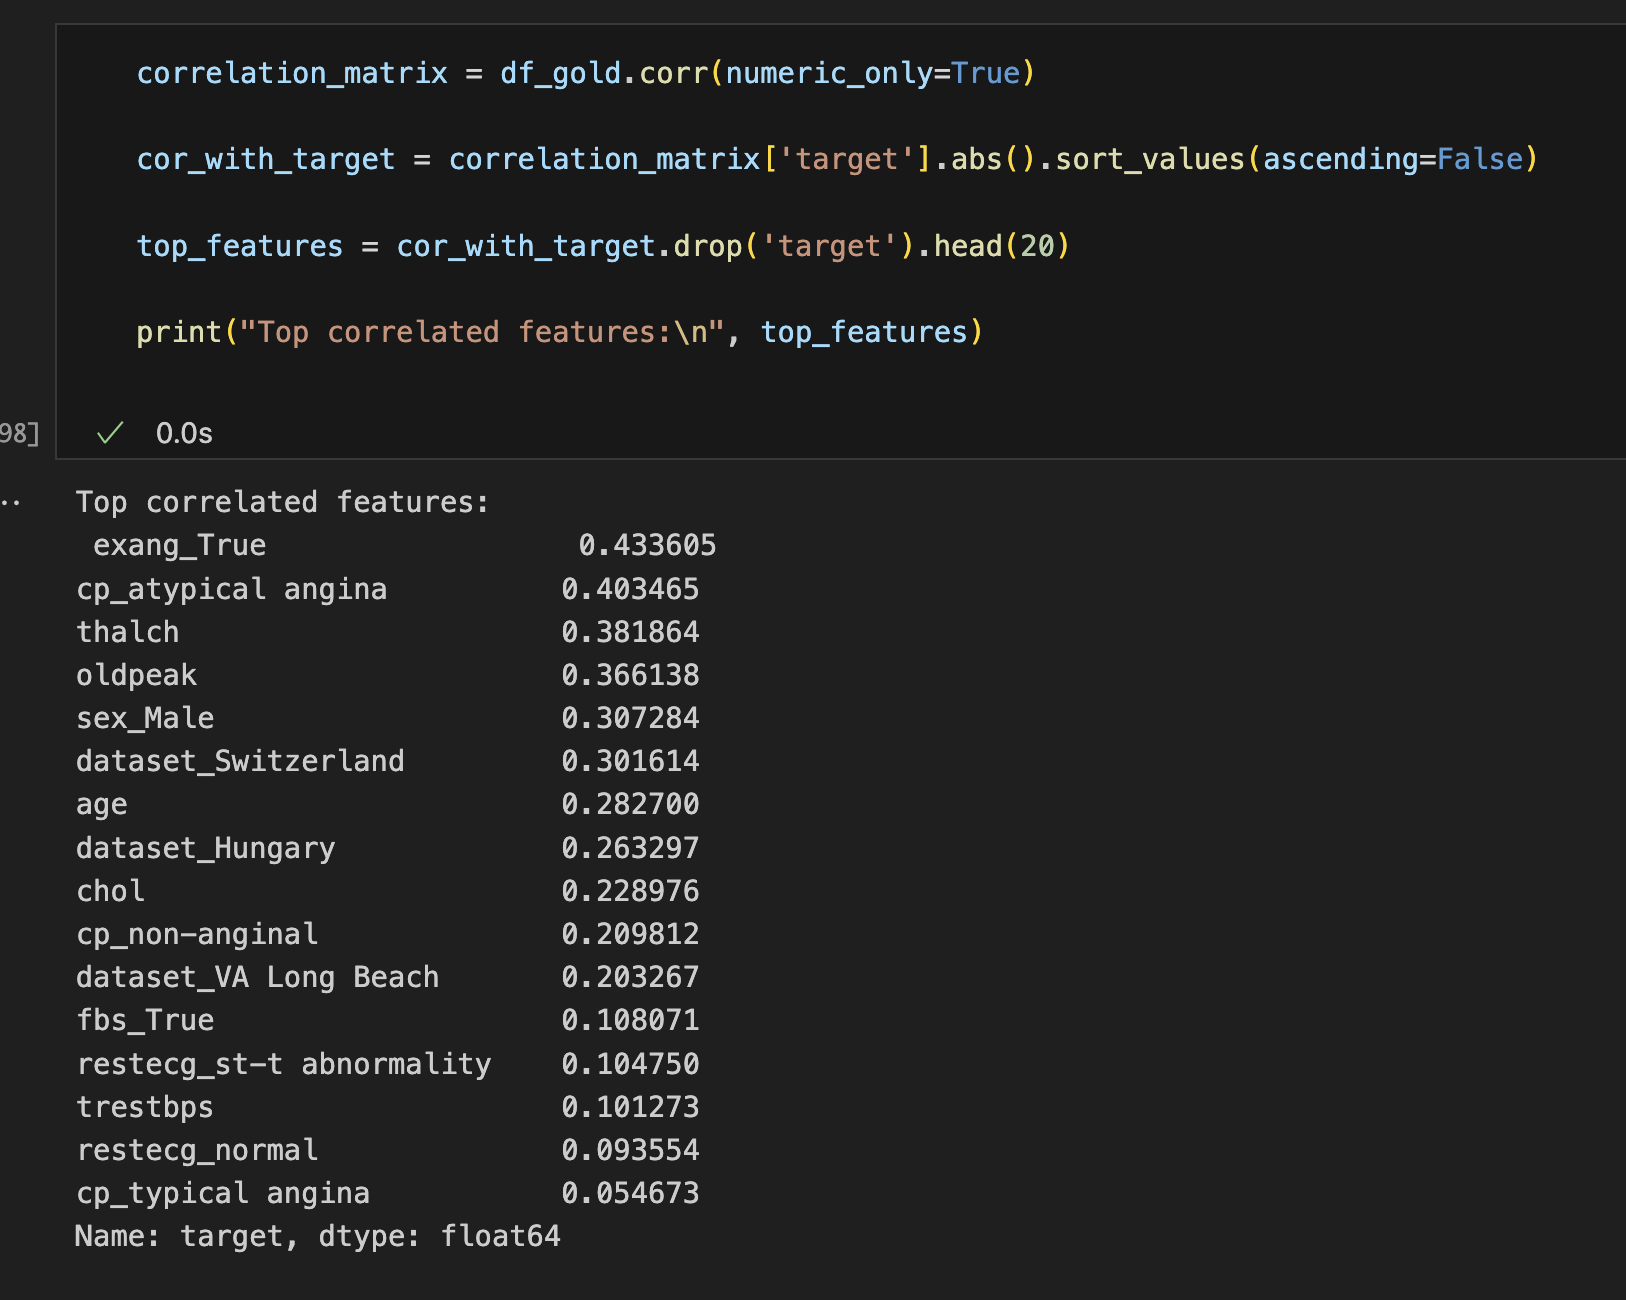 correlation_matrix = df_gold.corr(numeric_only=True)
cor_with_target = correlation_matrix['target'].abs().sort_values(ascending=False)
top_features = cor_with_target.drop('target').head(20)
print("Top correlated features:\n", top_features)
98] ✓ 0.0s
.. Top correlated features:
 exang_True 0.433605
cp_atypical angina 0.403465
thalch 0.381864
oldpeak 0.366138
sex_Male 0.307284
dataset_Switzerland 0.301614
age 0.282700
dataset_Hungary 0.263297
chol 0.228976
cp_non-anginal 0.209812
dataset_VA Long Beach 0.203267
fbs_True 0.108071
restecg_st-t abnormality 0.104750
trestbps 0.101273
restecg_normal 0.093554
cp_typical angina 0.054673
Name: target, dtype: float64